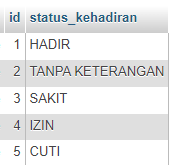 id status_kehadiran
1 HADIR
2 TANPA KETERANGAN
3 SAKIT
4 IZIN
5 CUTI